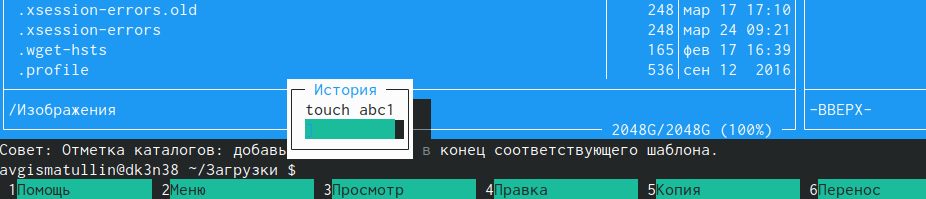 .xsession-errors.old 248 мар 17 17:10
.xsession-errors 248 мар 24 09:21
.wget-hsts 165 фев 17 16:39
.profile 536 сен 12 2016
История
/Изображения
touch abc1
-ВВЕРХ-
2048G/2048G (100%)
Совет: Отметка каталогов: добавь в конец соответствующего шаблона.
avgismatullin@dk3n38 ~/Загрузки $
1Помощь 2Меню 3Просмотр 4Правка 5Копия 6Перенос